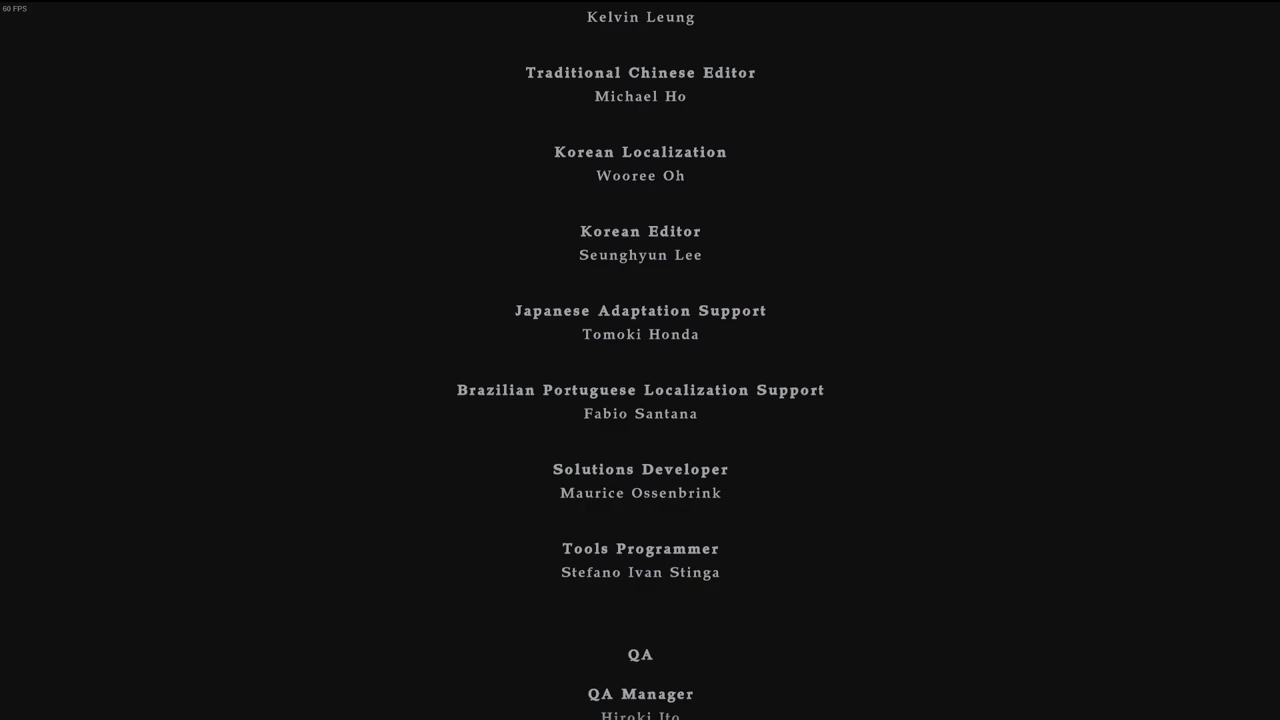 60 FPS
Kelvin Leung
Traditional Chinese Editor
Michael Ho
Korean Localization
Wooree Oh
Korean Editor
Seunghyun Lee
Japanese Adaptation Support
Tomoki Honda
Brazilian Portuguese Localization Support
Fabio Santana
Solutions Developer
Maurice Ossenbrink
Tools Programmer
Stefano Ivan Stinga
QA
QA Manager
Hiroki Ito